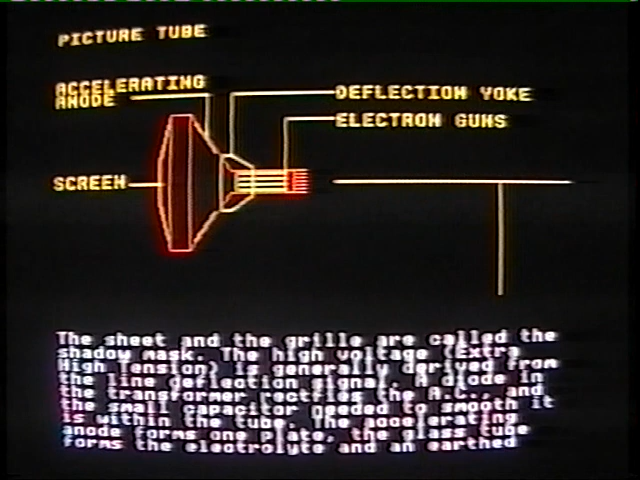 PICTURE TUBE
ACCELERATING
ANODE
DEFLECTION YOKE
ELECTRON GUNS
SCREEN
The sheet and the grille are called the
shadow mask. The high voltage (Extra
High Tension) is generally derived from
the line deflection signal. A diode in
the transformer rectfies the A.C., and
the small capacitor needed to smooth it
is within the tube. The accelerating
anode forms one plate, the glass tube
forms the electrolyte and an earthed